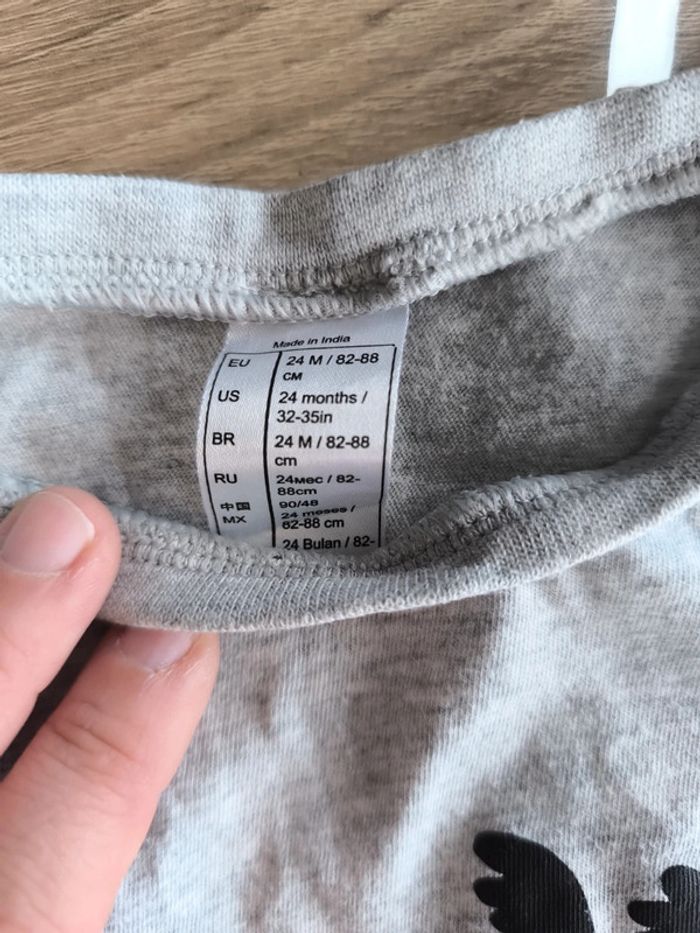 Made in India
EU 24 M / 82-88
CM
US 24 months /
32-35in
BR 24 M / 82-88
cm
RU 24мес / 82-
88cm
中国 90/48
MX 24 meses /
82-88 cm
24 Bulan / 82-